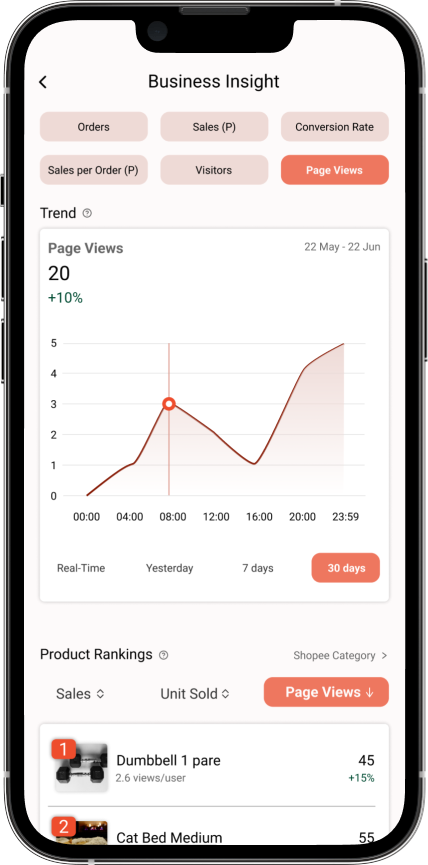 Business Insight
Orders
Sales (P)
Conversion Rate
Sales per Order (P)
Visitors
Page Views
Trend ?
Page Views
22 May - 22 Jun
20
+10%
5
4
3
2
1
0
00:00 04:00 08:00 12:00 16:00 20:00 23:59
Real-Time Yesterday 7 days 30 days
Product Rankings ?
Shopee Category >
Sales
Unit Sold
Page Views ↓
1
Dumbbell 1 pare
45
2.6 views/user
+15%
2
Cat Bed Medium
55